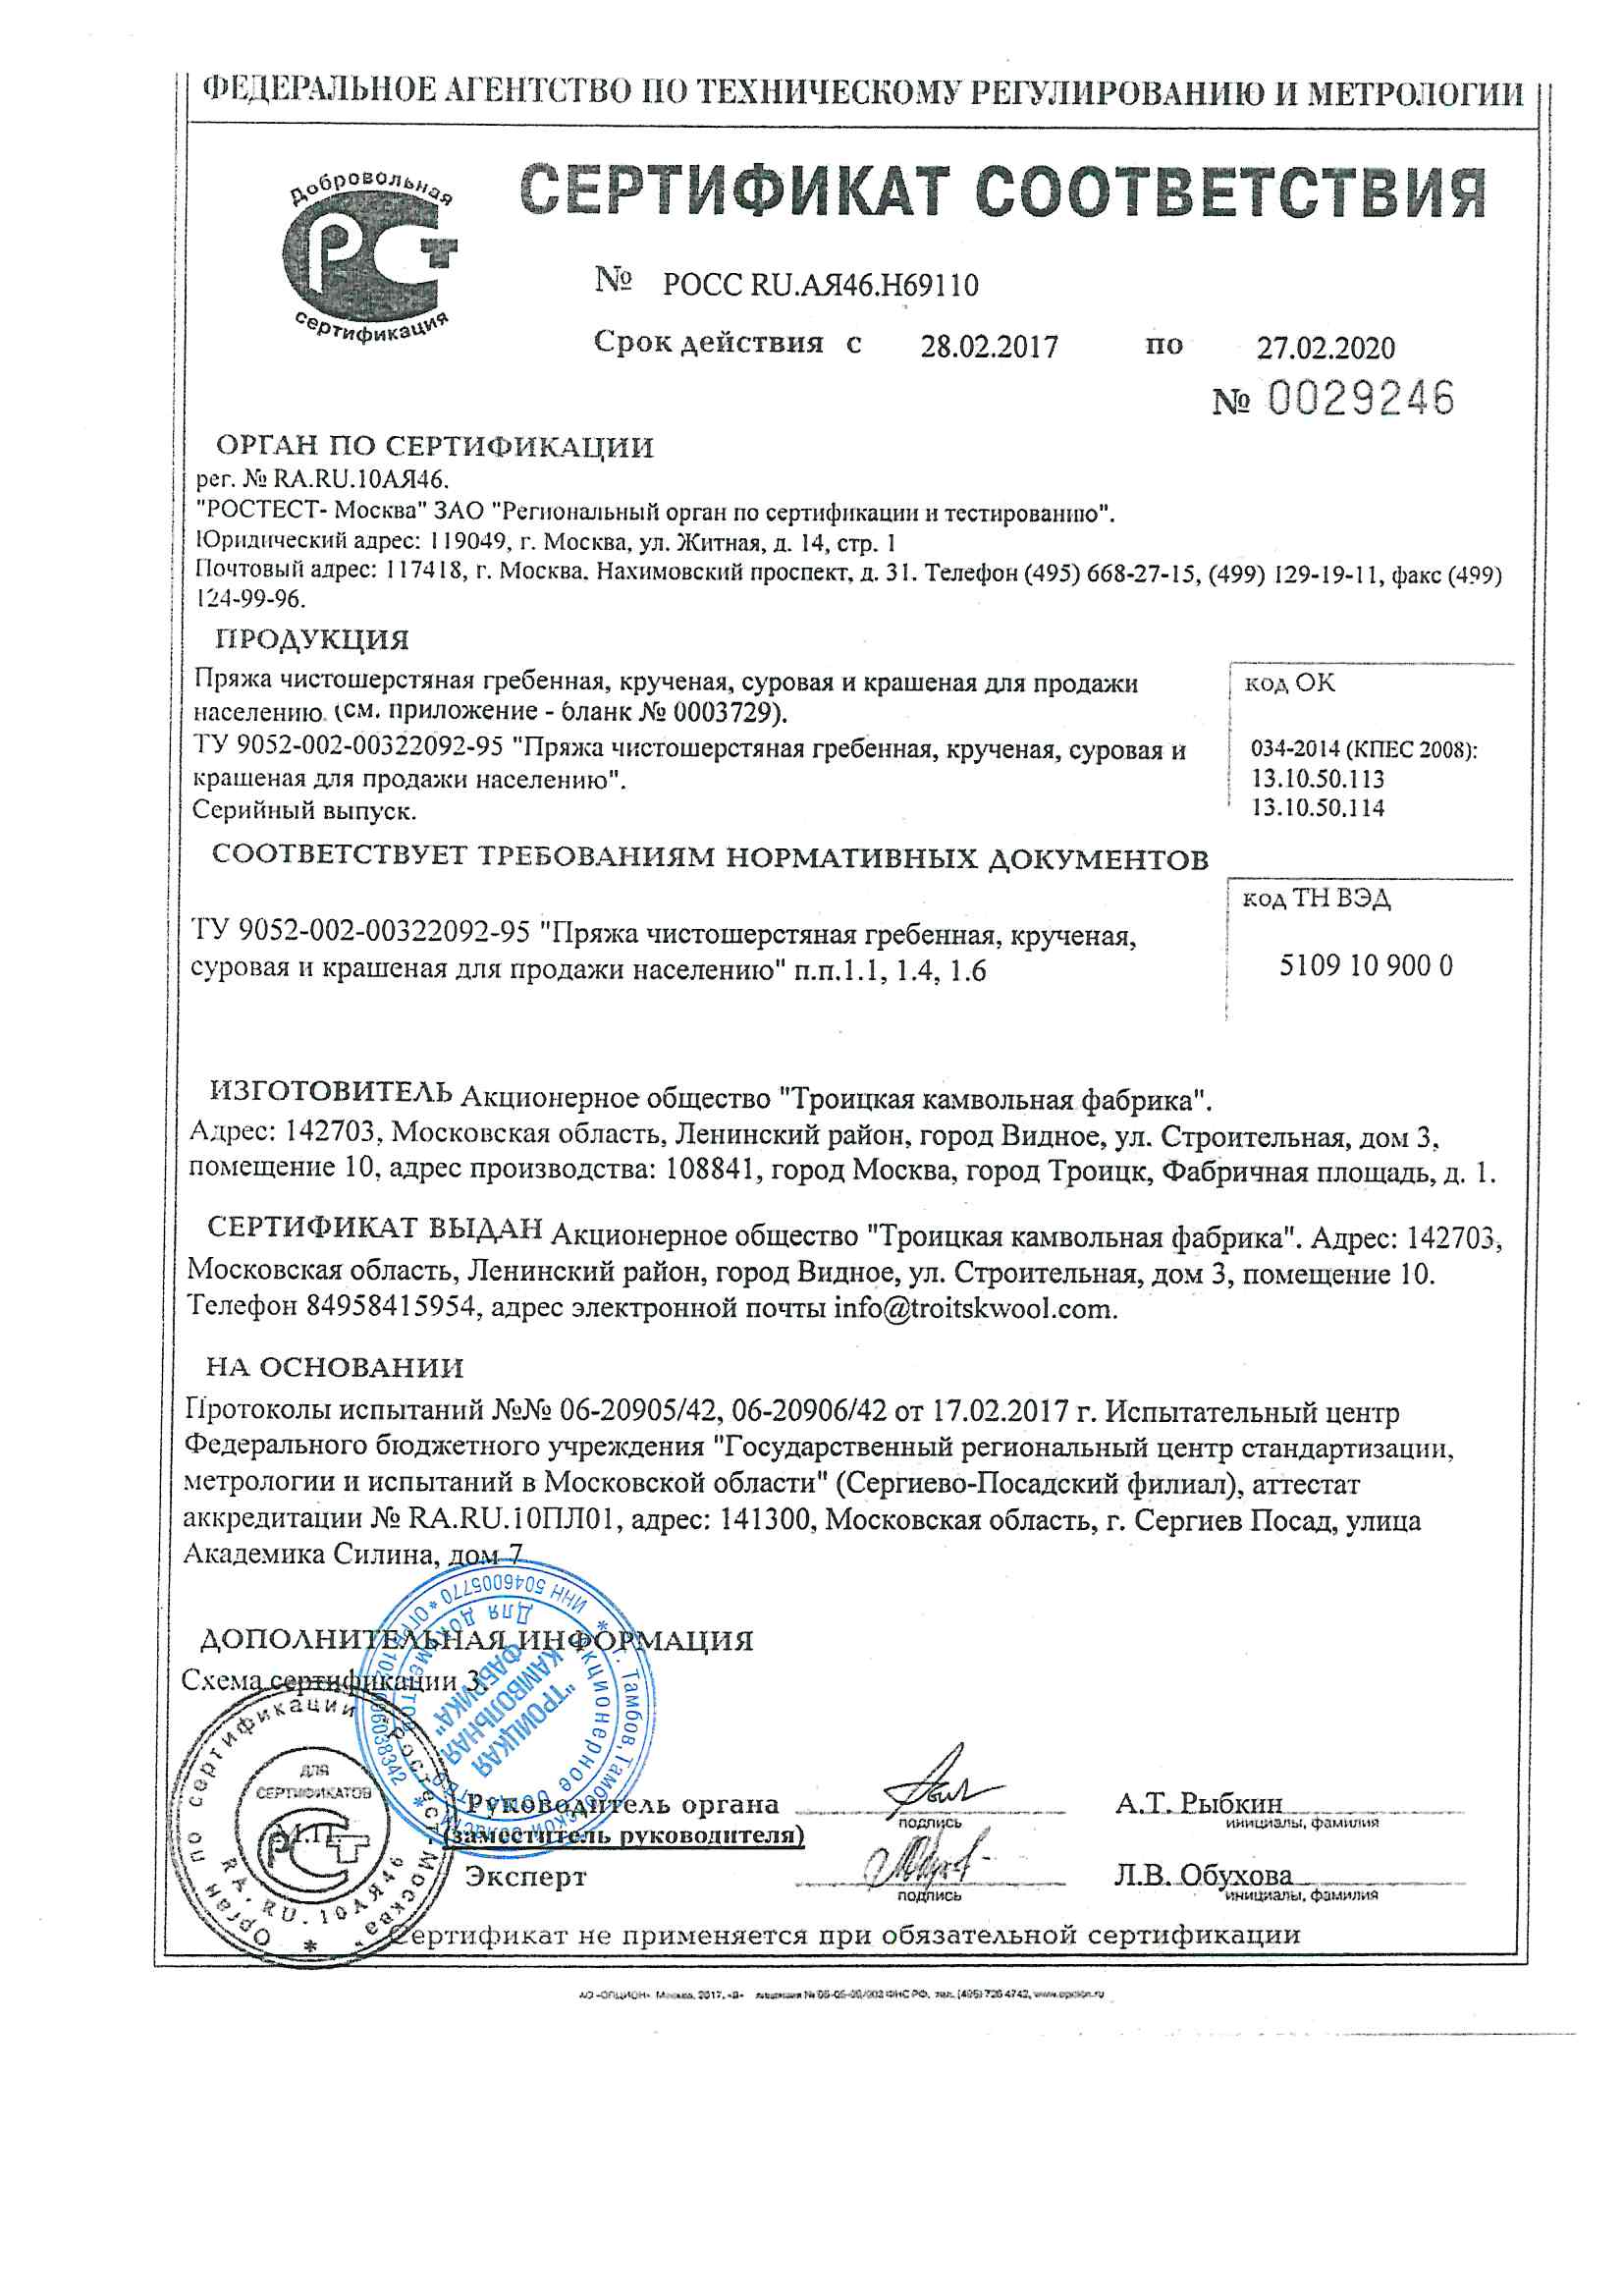 ФЕДЕРАЛЬНОЕ АГЕНТСТВО ПО ТЕХНИЧЕСКОМУ РЕГУЛИРОВАНИЮ И МЕТРОЛОГИИ
Добровольная
РСТ
сертификация
СЕРТИФИКАТ СООТВЕТСТВИЯ
№ РОСС RU.АЯ46.Н69110
Срок действия с 28.02.2017 по 27.02.2020
№ 0029246
ОРГАН ПО СЕРТИФИКАЦИИ
рег. № RA.RU.10АЯ46.
"РОСТЕСТ- Москва" ЗАО "Региональный орган по сертификации и тестированию".
Юридический адрес: 119049, г. Москва, ул. Житная, д. 14, стр. 1
Почтовый адрес: 117418, г. Москва. Нахимовский проспект, д. 31. Телефон (495) 668-27-15, (499) 129-19-11, факс (499)
124-99-96.
ПРОДУКЦИЯ
Пряжа чистошерстяная гребенная, крученая, суровая и крашеная для продажи
населению. (см. приложение - бланк № 0003729).
ТУ 9052-002-00322092-95 "Пряжа чистошерстяная гребенная, крученая, суровая и
крашеная для продажи населению".
Серийный выпуск.
код ОК
034-2014 (КПЕС 2008):
13.10.50.113
13.10.50.114
СООТВЕТСТВУЕТ ТРЕБОВАНИЯМ НОРМАТИВНЫХ ДОКУМЕНТОВ
ТУ 9052-002-00322092-95 "Пряжа чистошерстяная гребенная, крученая,
суровая и крашеная для продажи населению" п.п.1.1, 1.4, 1.6
код ТН ВЭД
5109 10 900 0
ИЗГОТОВИТЕЛЬ Акционерное общество "Троицкая камвольная фабрика".
Адрес: 142703, Московская область, Ленинский район, город Видное, ул. Строительная, дом 3,
помещение 10, адрес производства: 108841, город Москва, город Троицк, Фабричная площадь, д. 1.
СЕРТИФИКАТ ВЫДАН Акционерное общество "Троицкая камвольная фабрика". Адрес: 142703,
Московская область, Ленинский район, город Видное, ул. Строительная, дом 3, помещение 10.
Телефон 84958415954, адрес электронной почты info@troitskwool.com.
НА ОСНОВАНИИ
Протоколы испытаний №№ 06-20905/42, 06-20906/42 от 17.02.2017 г. Испытательный центр
Федерального бюджетного учреждения "Государственный региональный центр стандартизации,
метрологии и испытаний в Московской области" (Сергиево-Посадский филиал), аттестат
аккредитации № RA.RU.10ПЛ01, адрес: 141300, Московская область, г. Сергиев Посад, улица
Академика Силина, дом 7
ДОПОЛНИТЕЛЬНАЯ ИНФОРМАЦИЯ
Схема сертификации 3.
* г. Тамбов, Тамбовской области *
ИНН 5046005770 *
Акционерное общество
"ТРОИЦКАЯ
КАМВОЛЬНАЯ
ФАБРИКА"
Для документов
Орган по сертификации "Ростест-Москва" *
RA.RU.10АЯ46
ДЛЯ
СЕРТИФИКАТОВ
М.П.
РСТ
Руководитель органа
подпись
А.Т. Рыбкин
инициалы, фамилия
(заместитель руководителя)
Эксперт
подпись
Л.В. Обухова
инициалы, фамилия
Сертификат не применяется при обязательной сертификации
АО «ОПЦИОН», Москва, 2017, «В» лицензия № 05-05-09/003 ФНС РФ, тел. (495) 726 4742, www.opcion.ru